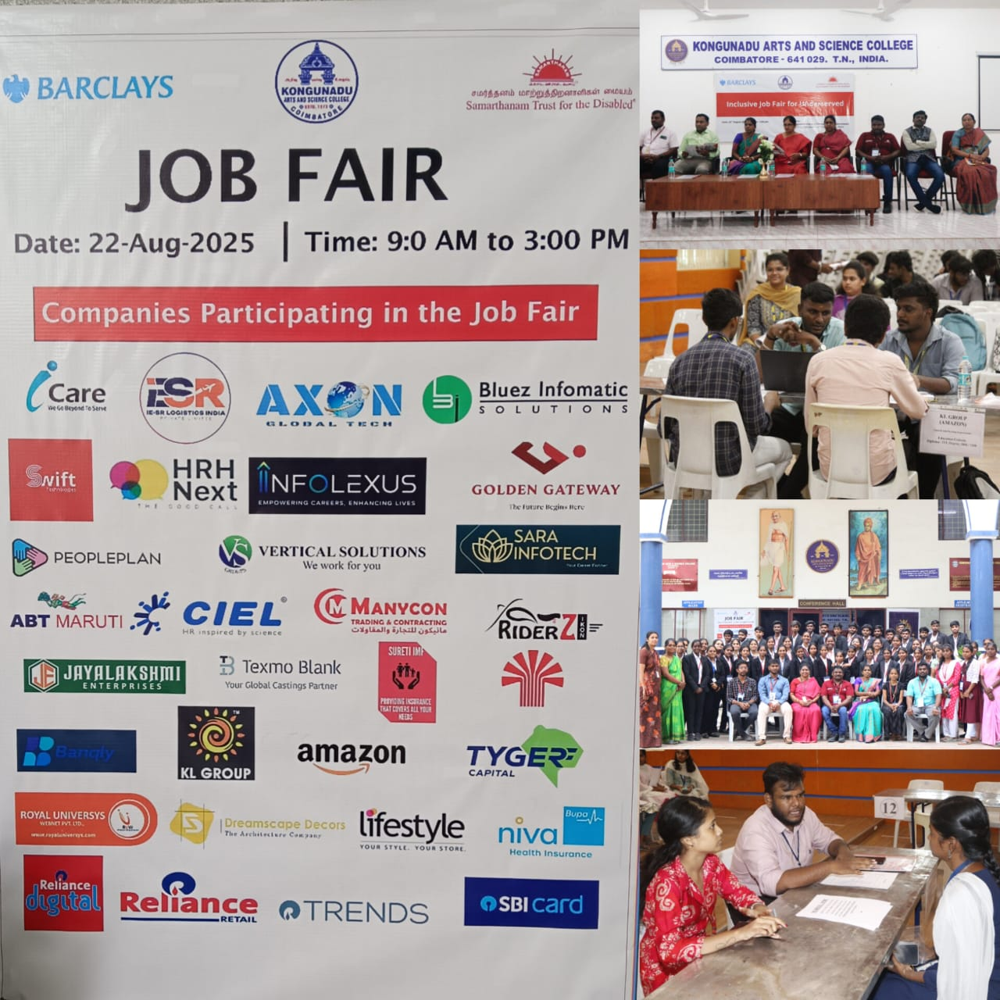 BARCLAYS
KONGUNADU
ARTS AND SCIENCE COLLEGE
ESTD. 1973
COIMBATORE
SAMARTHANAM
சமர்த்தனம் மாற்றுத்திறனாளிகள் மையம்
Samarthanam Trust for the Disabled
JOB FAIR
Date: 22-Aug-2025 | Time: 9:0 AM to 3:00 PM
Companies Participating in the Job Fair
iCare
We Go Beyond To Serve
IESR
IE-SR LOGISTICS INDIA
PRIVATE LIMITED
AXON
GLOBAL TECH
Bluez Infomatic
SOLUTIONS
Swift
Technologies
HRH
Next
THE GOOD CALL
INFOLEXUS
EMPOWERING CAREERS, ENHANCING LIVES
GOLDEN GATEWAY
The Future Begins Here
PEOPLEPLAN
VS
VERTICAL SOLUTIONS
We work for you
SARA
INFOTECH
Your Career Partner
ABT MARUTI
CIEL
HR inspired by science
MANYCON
TRADING & CONTRACTING
مانيكون للتجارة والمقاولات
RIDERZ
IKON
JE
JAYALAKSHMI
ENTERPRISES
TB
Texmo Blank
Your Global Castings Partner
SURETI IMF
PROVIDING INSURANCE
THAT COVERS ALL YOUR
NEEDS
Banqly
KL GROUP
amazon
TYGER
CAPITAL
ROYAL UNIVERSYS
WEBNET PVT. LTD.,
www.royaluniversys.com
Dreamscape Decors
The Architecture Company
lifestyle
YOUR STYLE. YOUR STORE.
niva
Bupa
Health Insurance
Reliance
digital
Reliance
RETAIL
TRENDS
SBI card
KONGUNADU ARTS AND SCIENCE COLLEGE
COIMBATORE - 641 029. T.N., INDIA.
BARCLAYS
Inclusive Job Fair for Underserved
KL GROUP
(AMAZON)
CONFERENCE HALL
JOB FAIR
12